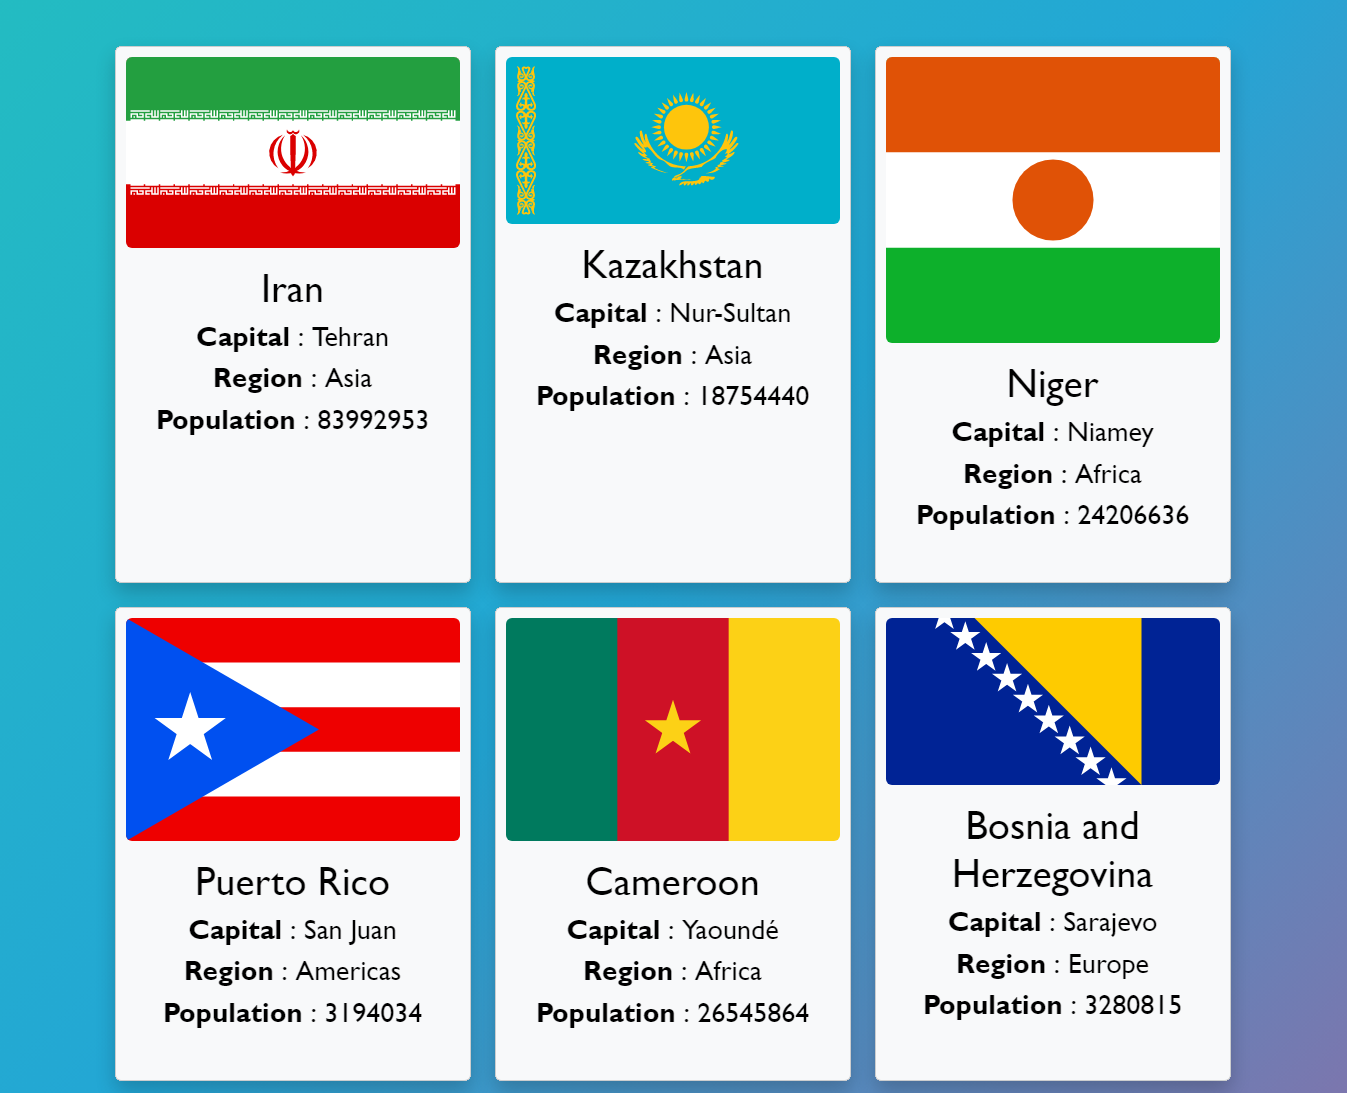 Iran
Capital : Tehran
Region : Asia
Population : 83992953
Kazakhstan
Capital : Nur-Sultan
Region : Asia
Population : 18754440
Niger
Capital : Niamey
Region : Africa
Population : 24206636
Puerto Rico
Capital : San Juan
Region : Americas
Population : 3194034
Cameroon
Capital : Yaoundé
Region : Africa
Population : 26545864
Bosnia and
Herzegovina
Capital : Sarajevo
Region : Europe
Population : 3280815